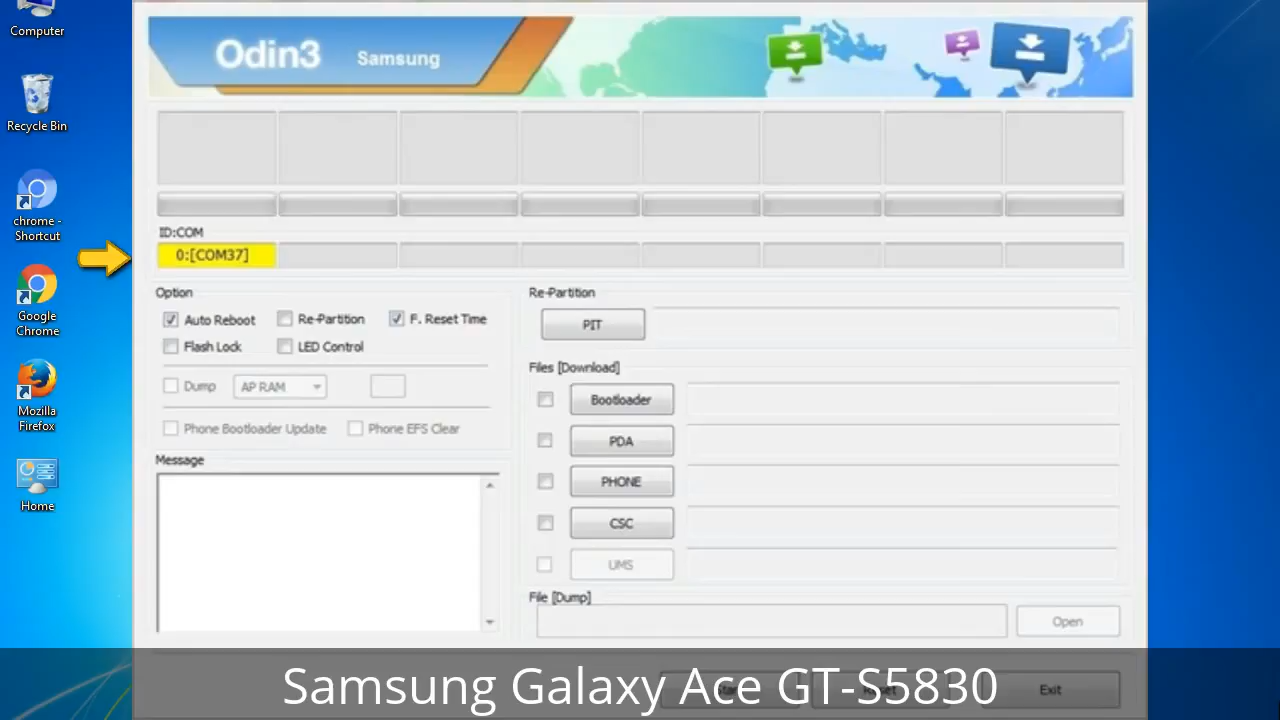 Computer
Recycle Bin
chrome -
Shortcut
Google
Chrome
Mozilla
Firefox
Home
Odin3 Samsung
ID:COM
0:[COM37]
Option
Auto Reboot Re-Partition F. Reset Time
Flash Lock LED Control
Dump AP RAM
Phone Bootloader Update Phone EFS Clear
Message
Re-Partition
PIT
Files [Download]
Bootloader
PDA
PHONE
CSC
UMS
File [Dump]
Open
Start Reset Exit
Samsung Galaxy Ace GT-S5830